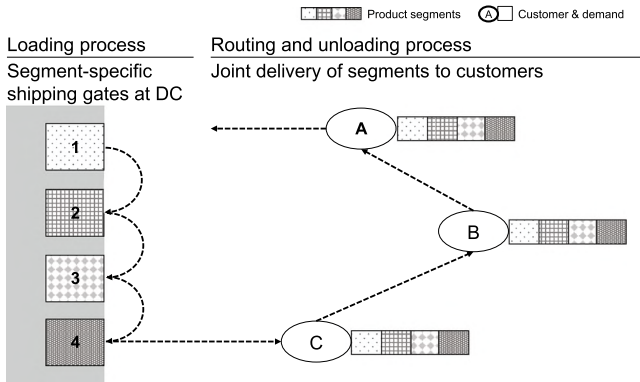 Product segments
A Customer & demand
Loading process
Routing and unloading process
Segment-specific
shipping gates at DC
Joint delivery of segments to customers
1
2
3
4
A
B
C